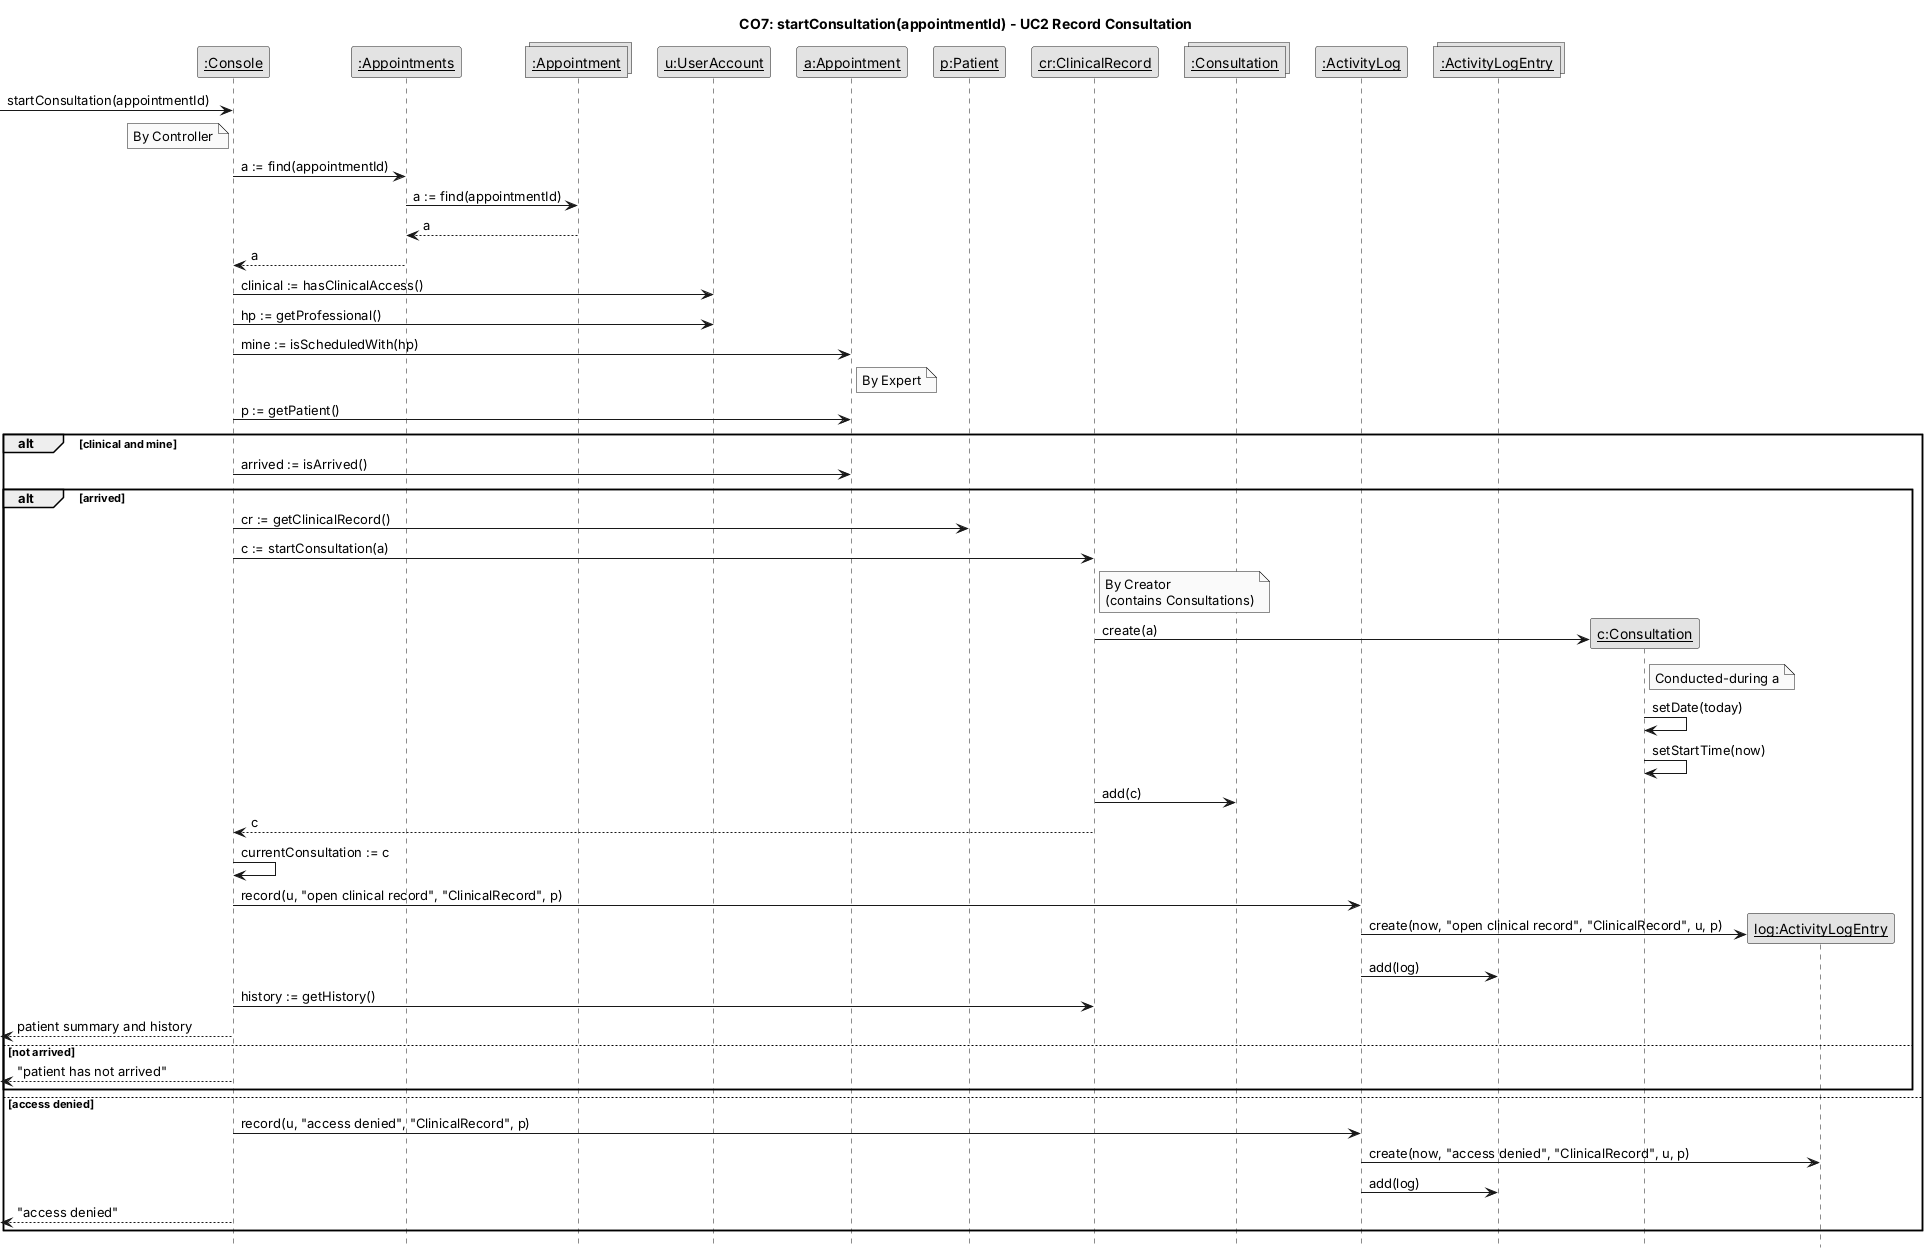 CO7: startConsultation(appointmentId) - UC2 Record Consultation
:Console
:Appointments
:Appointment
u:UserAccount
a:Appointment
p:Patient
cr:ClinicalRecord
:Consultation
:ActivityLog
:ActivityLogEntry
startConsultation(appointmentId)
By Controller
a := find(appointmentId)
a := find(appointmentId)
a
a
clinical := hasClinicalAccess()
hp := getProfessional()
mine := isScheduledWith(hp)
By Expert
p := getPatient()
alt [clinical and mine]
arrived := isArrived()
alt [arrived]
cr := getClinicalRecord()
c := startConsultation(a)
By Creator
(contains Consultations)
create(a)
c:Consultation
Conducted-during a
setDate(today)
setStartTime(now)
add(c)
c
currentConsultation := c
record(u, "open clinical record", "ClinicalRecord", p)
create(now, "open clinical record", "ClinicalRecord", u, p)
log:ActivityLogEntry
add(log)
history := getHistory()
patient summary and history
[not arrived]
"patient has not arrived"
[access denied]
record(u, "access denied", "ClinicalRecord", p)
create(now, "access denied", "ClinicalRecord", u, p)
add(log)
"access denied"